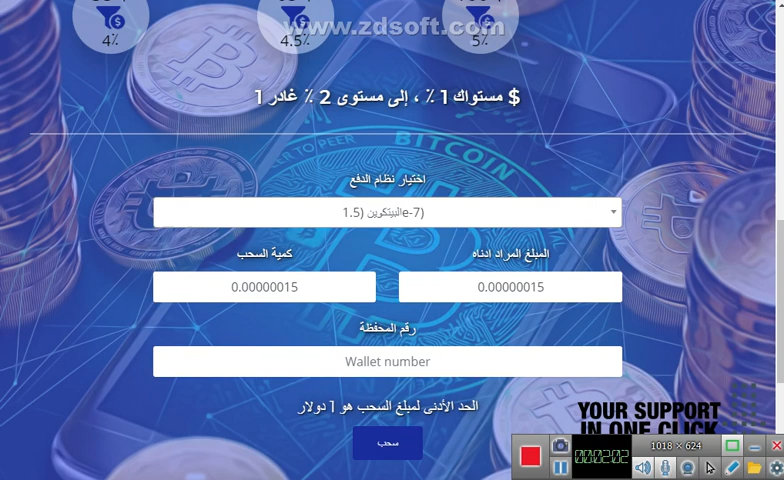 www.zdsoft.com
4٪
4.5٪
5٪
$ مستواك 1 ٪ ، إلى مستوى 2 ٪ غادر 1
اختيار نظام الدفع
البيتكوين (1.5e-7)
المبلغ المراد ادناه
كمية السحب
0.00000015
0.00000015
رقم المحفظة
Wallet number
الحد الأدنى لمبلغ السحب هو 1 دولار
سحب
YOUR SUPPORT
IN ONE CLICK
000202
1018 × 624